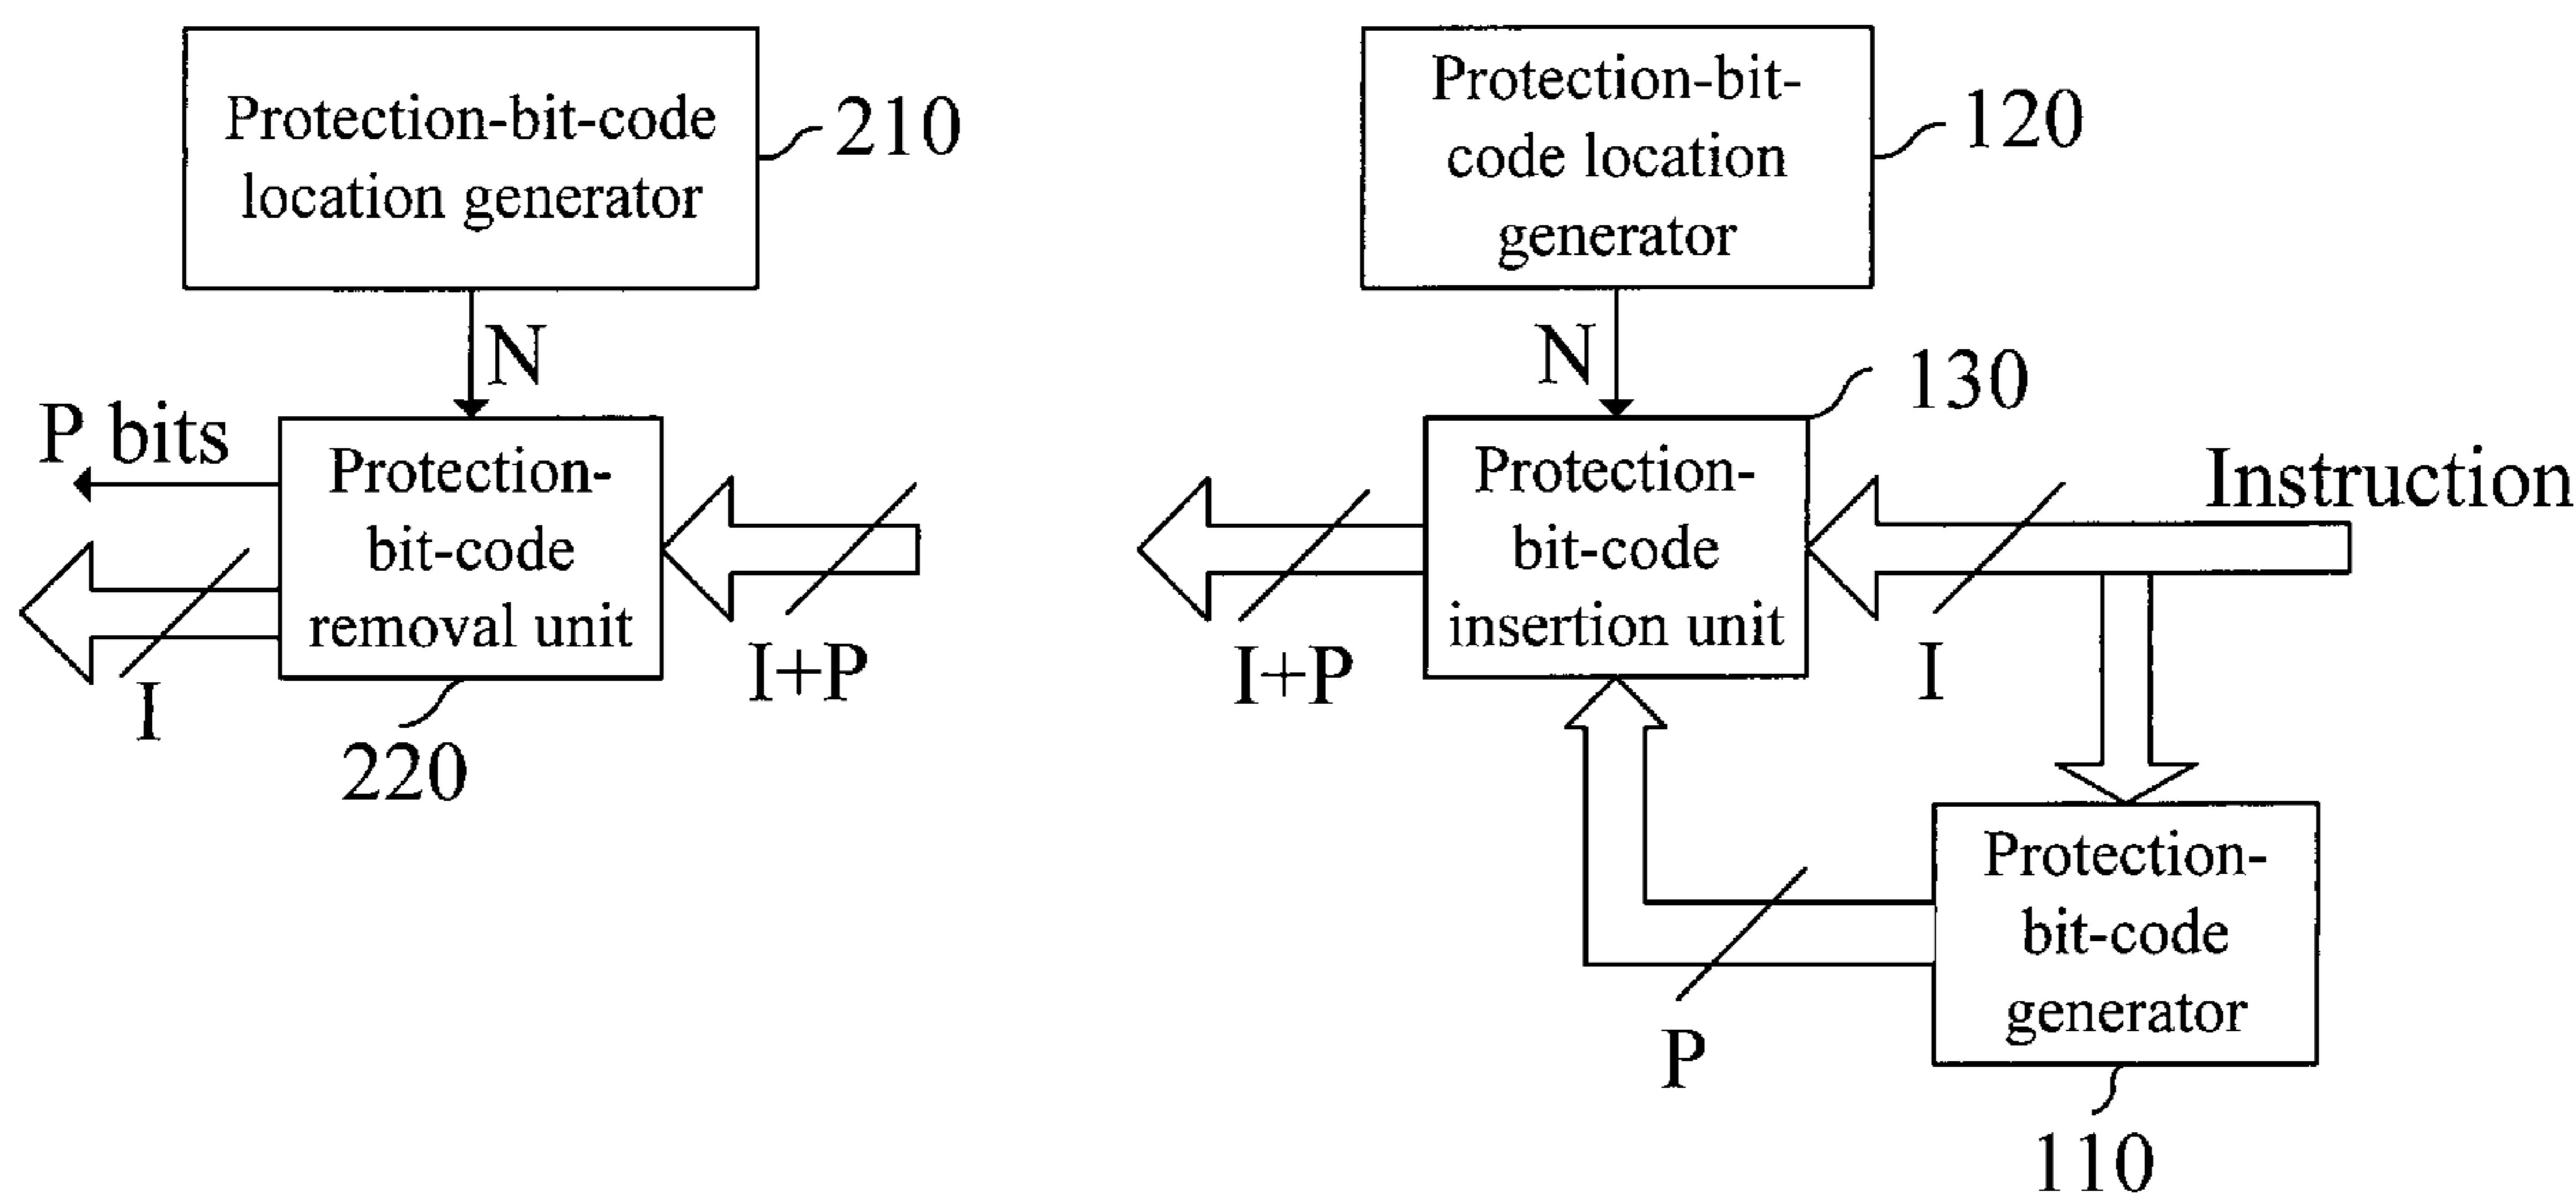 Protection-bit-code
location generator
210
N
P bits
Protection-
bit-code
removal unit
I
I+P
220
Protection-bit-
code location
generator
120
N
130
Protection-
bit-code
insertion unit
Instruction
I+P
I
Protection-
bit-code
generator
P
110